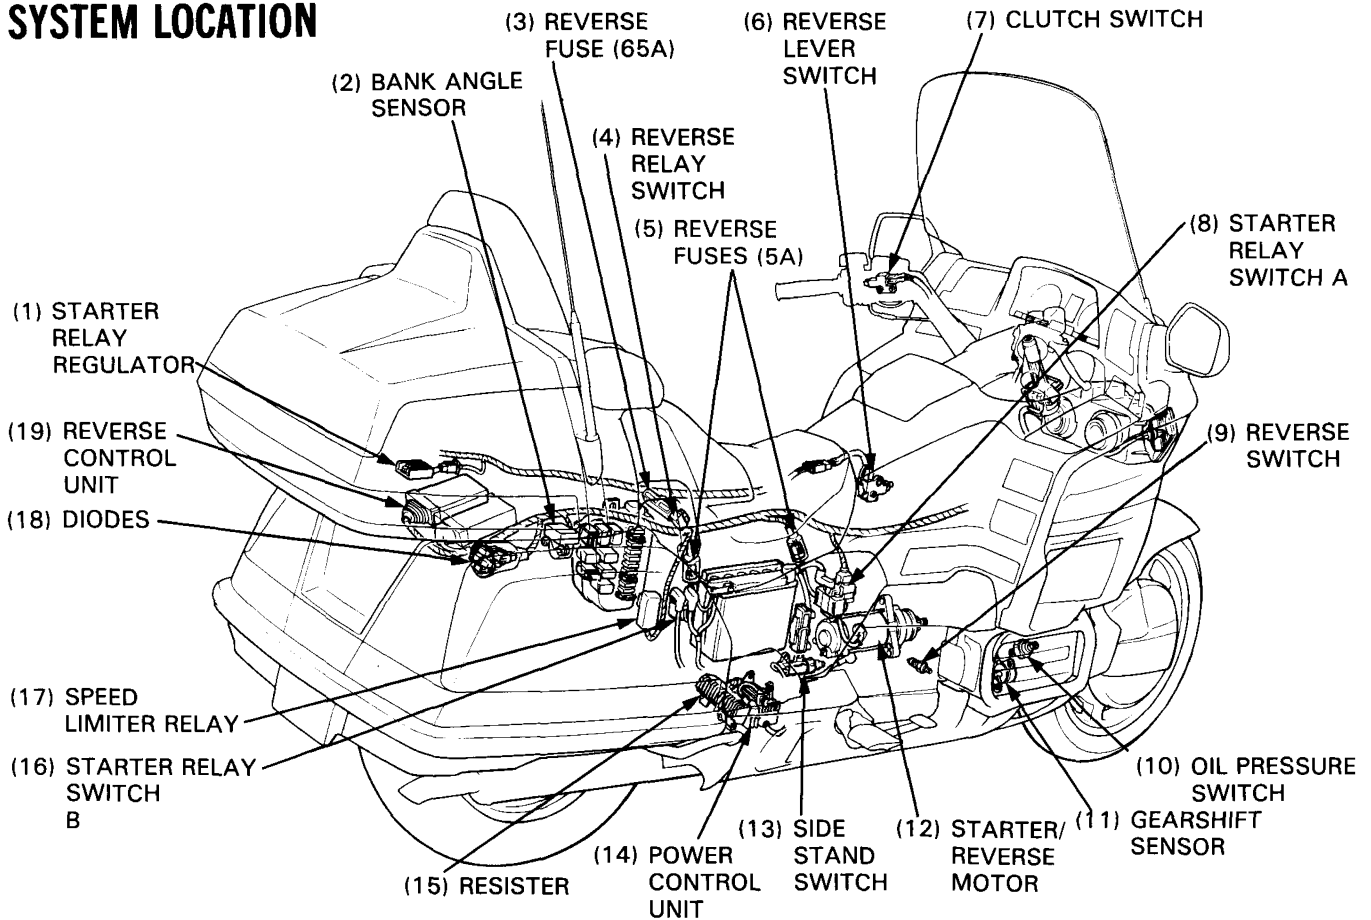 SYSTEM LOCATION
(1) STARTER
RELAY
REGULATOR
(2) BANK ANGLE
SENSOR
(3) REVERSE
FUSE (65A)
(4) REVERSE
RELAY
SWITCH
(5) REVERSE
FUSES (5A)
(6) REVERSE
LEVER
SWITCH
(7) CLUTCH SWITCH
(8) STARTER
RELAY
SWITCH A
(9) REVERSE
SWITCH
(10) OIL PRESSURE
SWITCH
(11) GEARSHIFT
SENSOR
(12) STARTER/
REVERSE
MOTOR
(13) SIDE
STAND
SWITCH
(14) POWER
CONTROL
UNIT
(15) RESISTER
(16) STARTER RELAY
SWITCH
B
(17) SPEED
LIMITER RELAY
(18) DIODES
(19) REVERSE
CONTROL
UNIT